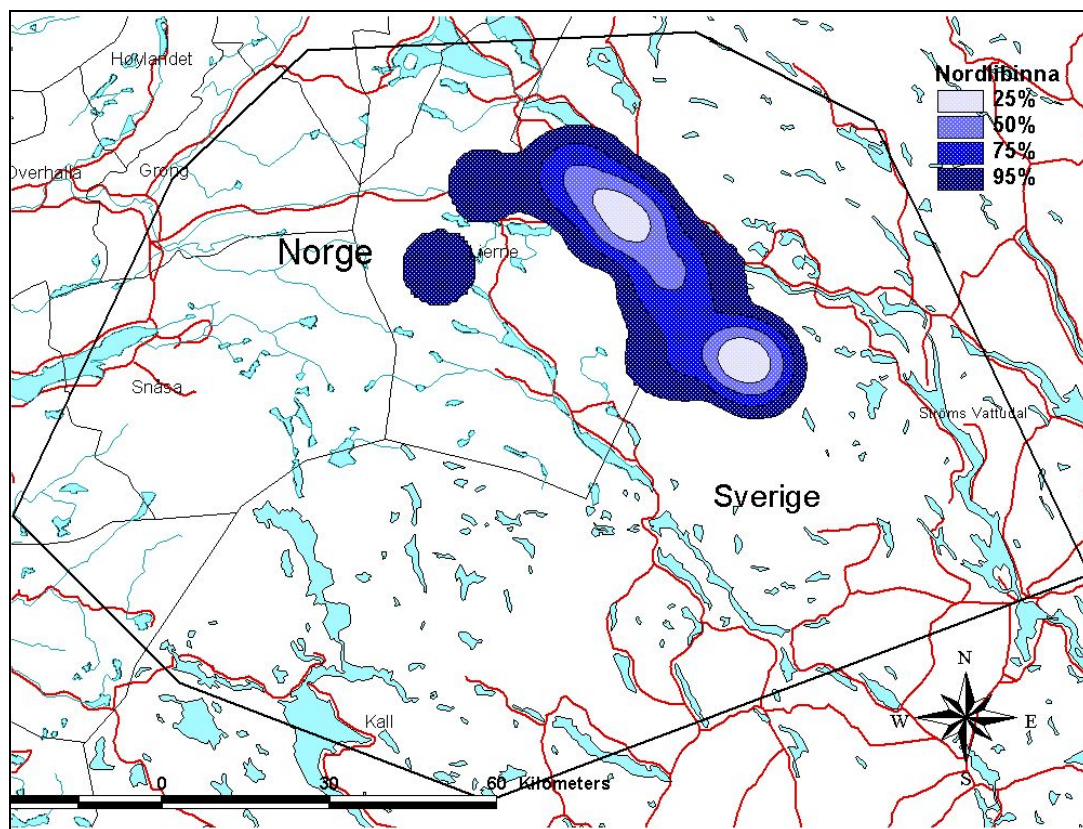 Høylandet
Nordlibinna
25%
50%
75%
95%
Overhalla
Grong
Norge
Lierne
Snåsa
Ströms Vattudal
Sverige
N
W E
S
Kall
0 30 60 Kilometers